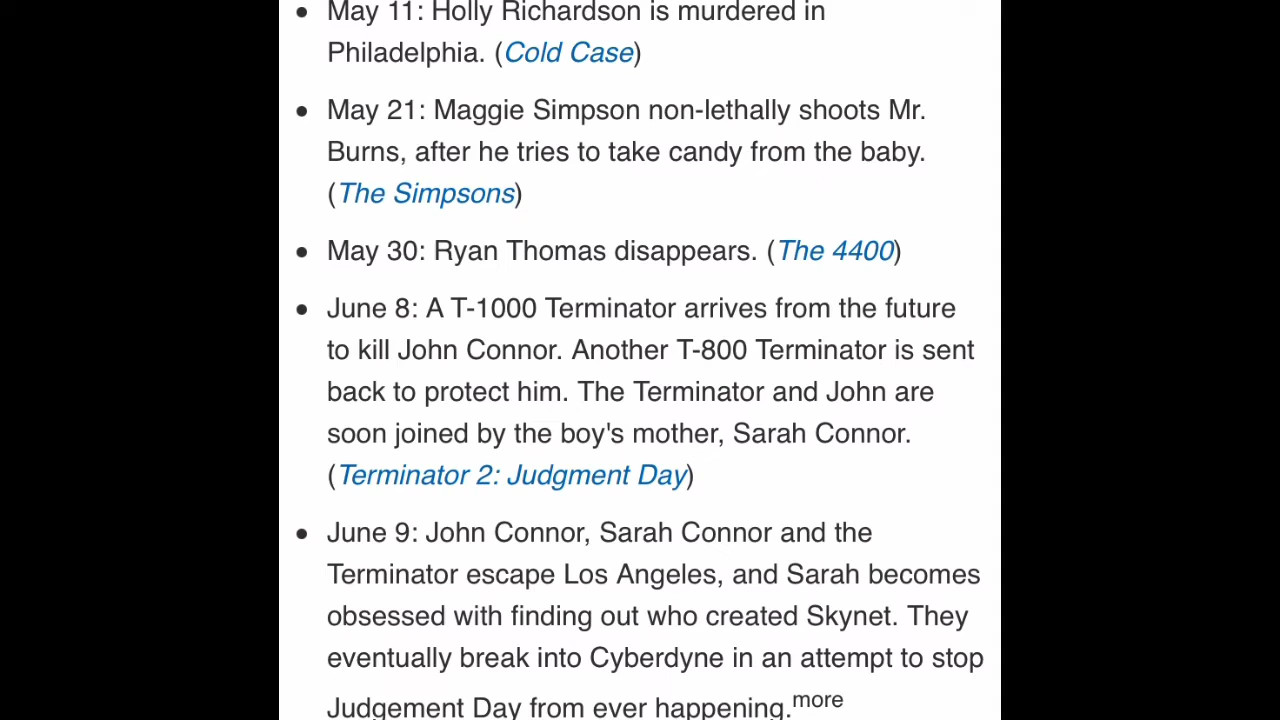 • May 11: Holly Richardson is murdered in
Philadelphia. (Cold Case)
• May 21: Maggie Simpson non-lethally shoots Mr.
Burns, after he tries to take candy from the baby.
(The Simpsons)
• May 30: Ryan Thomas disappears. (The 4400)
• June 8: A T-1000 Terminator arrives from the future
to kill John Connor. Another T-800 Terminator is sent
back to protect him. The Terminator and John are
soon joined by the boy's mother, Sarah Connor.
(Terminator 2: Judgment Day)
• June 9: John Connor, Sarah Connor and the
Terminator escape Los Angeles, and Sarah becomes
obsessed with finding out who created Skynet. They
eventually break into Cyberdyne in an attempt to stop
Judgement Day from ever happening.more